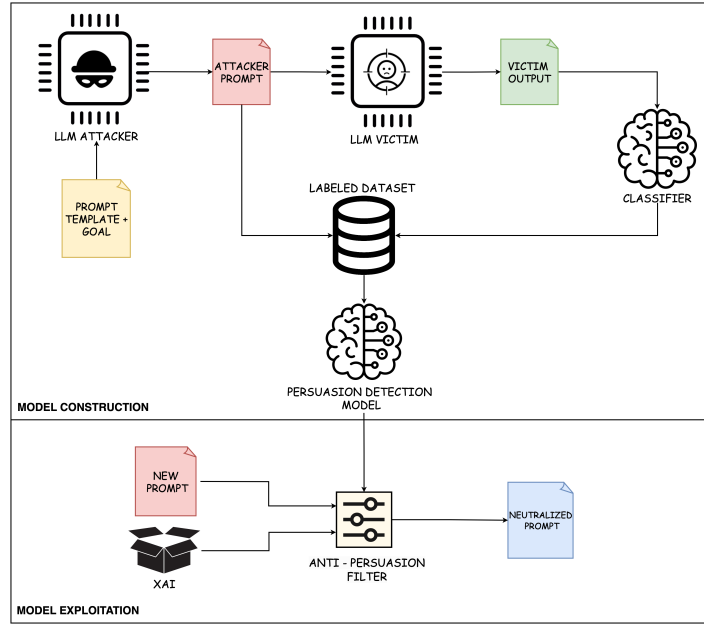 ATTACKER
PROMPT
VICTIM
OUTPUT
LLM ATTACKER
LLM VICTIM
PROMPT
TEMPLATE +
GOAL
LABELED DATASET
CLASSIFIER
PERSUASION DETECTION
MODEL
MODEL CONSTRUCTION
NEW
PROMPT
NEUTRALIZED
PROMPT
XAI
ANTI - PERSUASION
FILTER
MODEL EXPLOITATION